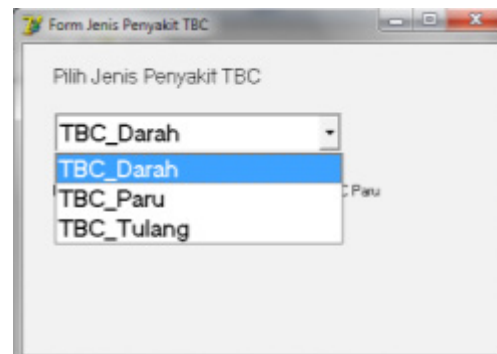 Form Jenis Penyakit TBC
Pilih Jenis Penyakit TBC
TBC_Darah
TBC_Darah
TBC_Paru
TBC_Tulang
Paru